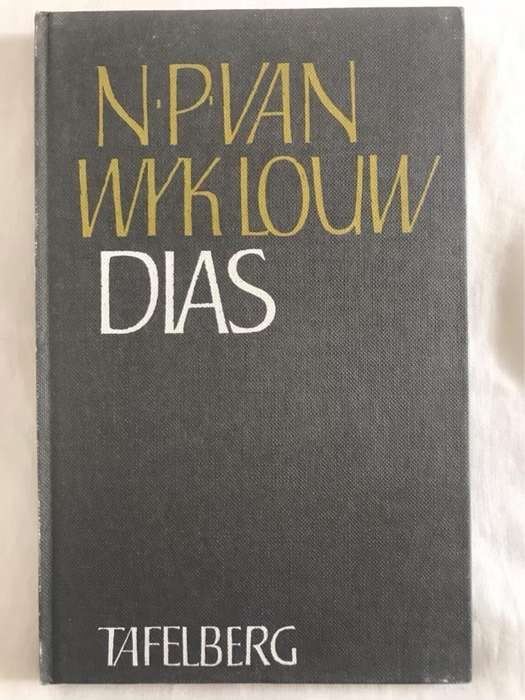 N·P·VAN
WYK LOUW
DIAS
TAFELBERG